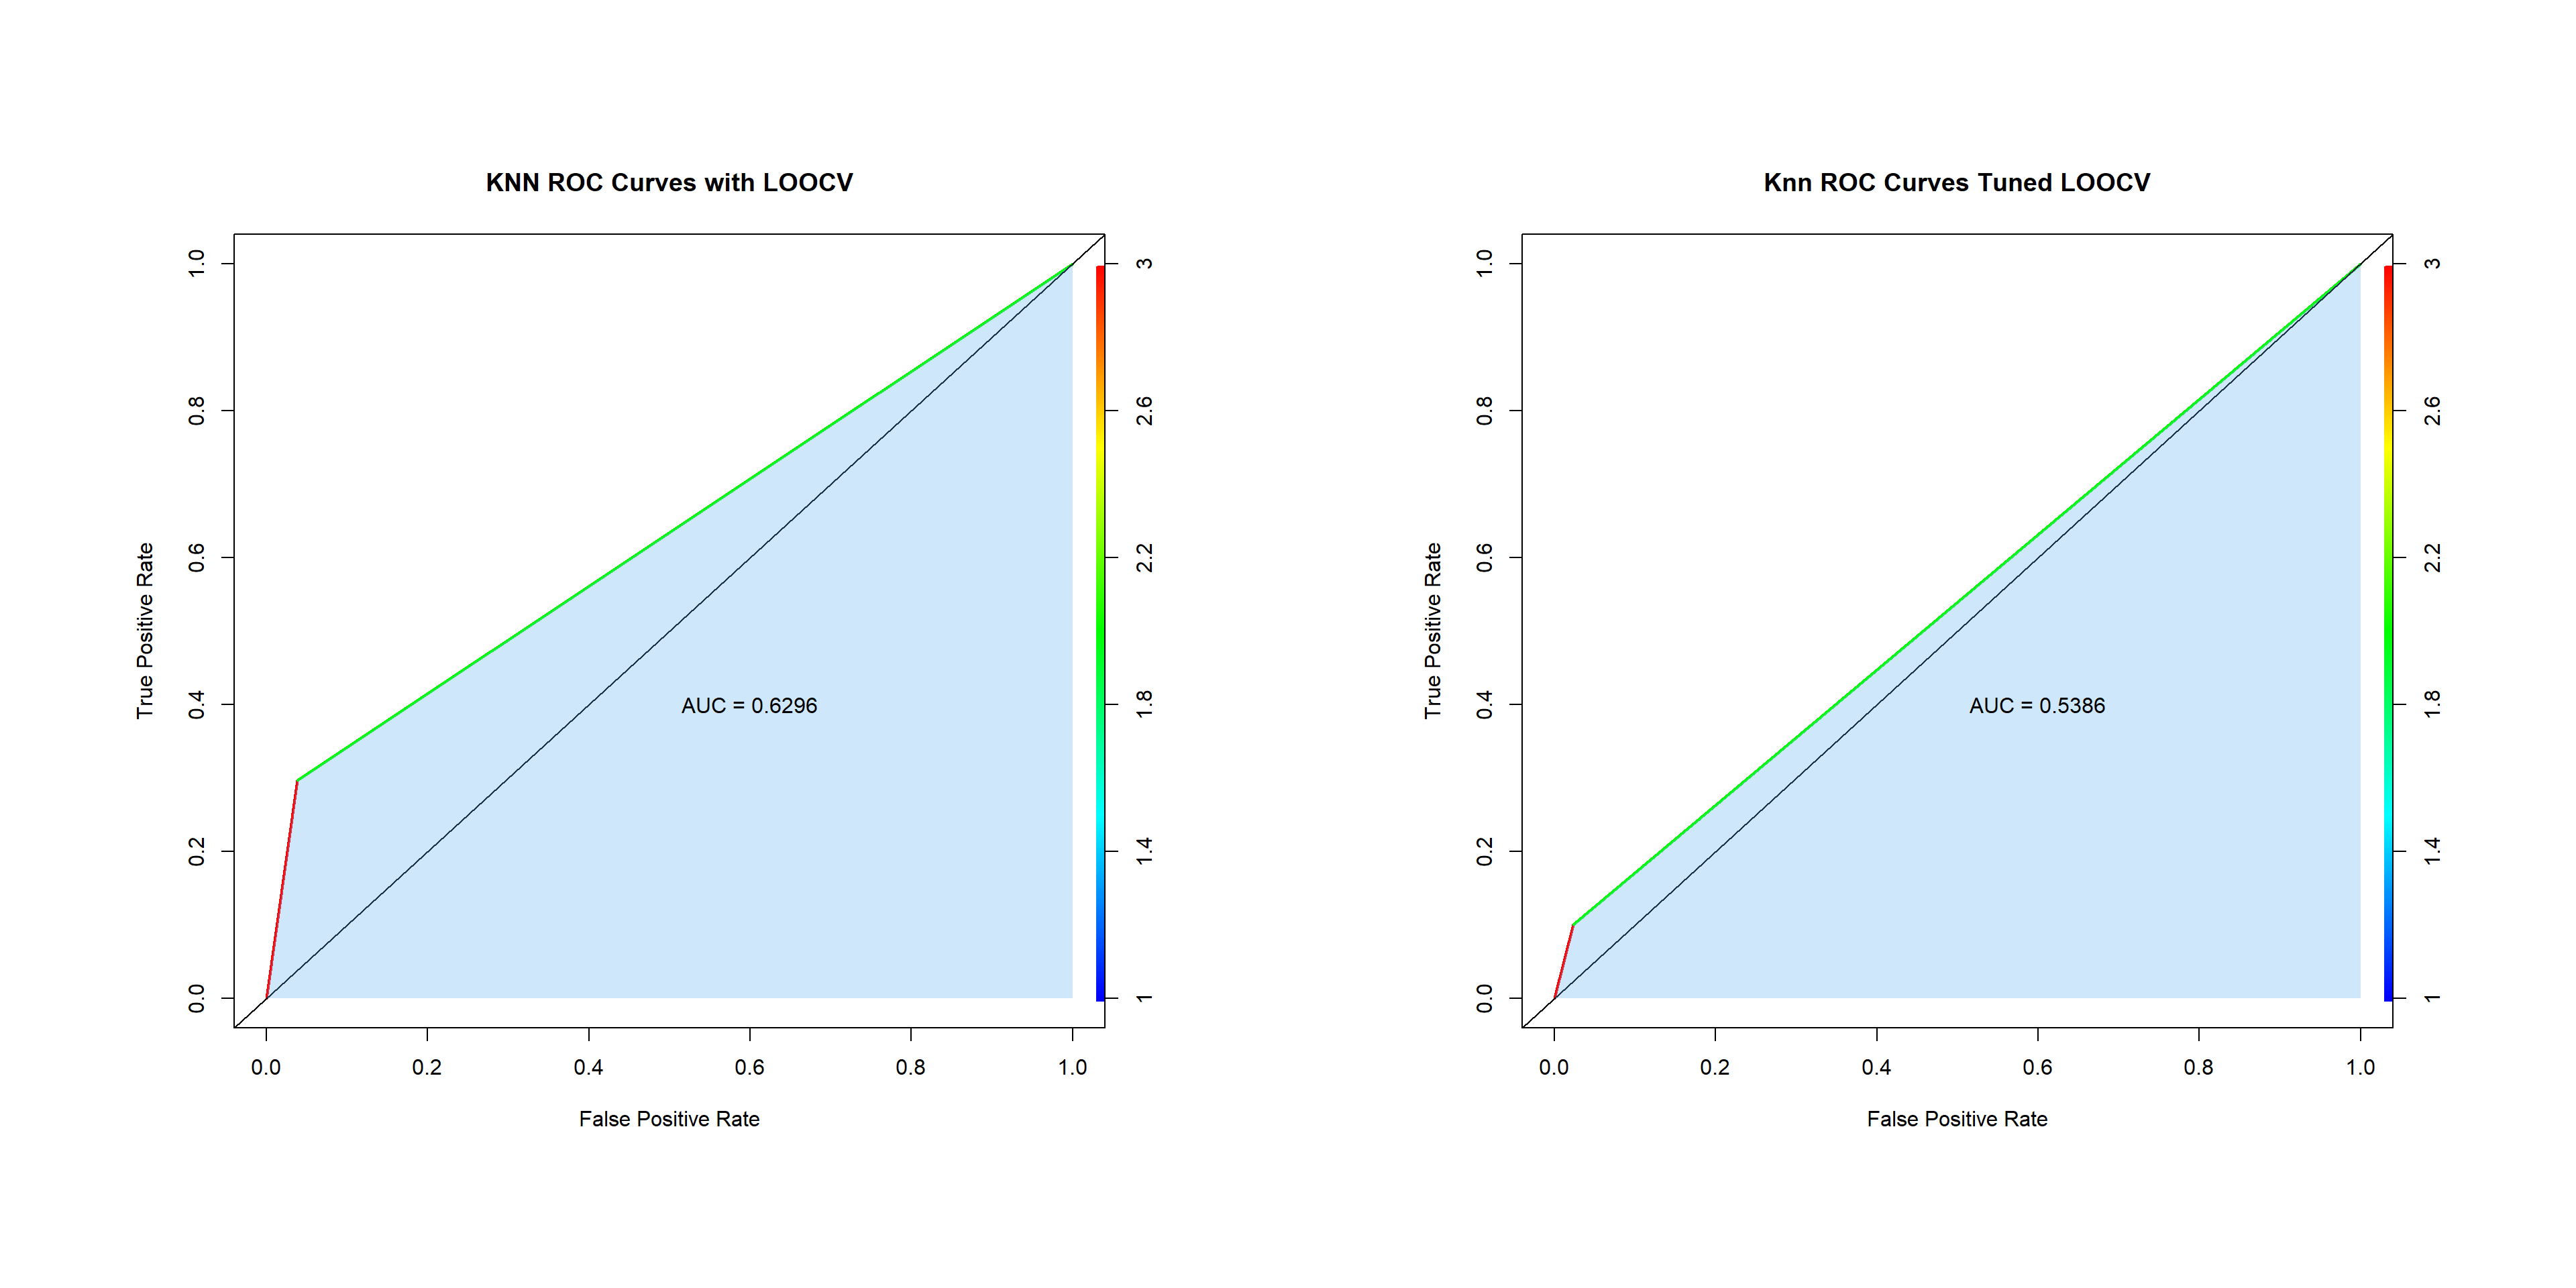 KNN ROC Curves with LOOCV
True Positive Rate
1.0
0.8
0.6
0.4
0.2
0.0
AUC = 0.6296
3
2.6
2.2
1.8
1.4
1
0.0 0.2 0.4 0.6 0.8 1.0
False Positive Rate
Knn ROC Curves Tuned LOOCV
True Positive Rate
1.0
0.8
0.6
0.4
0.2
0.0
AUC = 0.5386
3
2.6
2.2
1.8
1.4
1
0.0 0.2 0.4 0.6 0.8 1.0
False Positive Rate